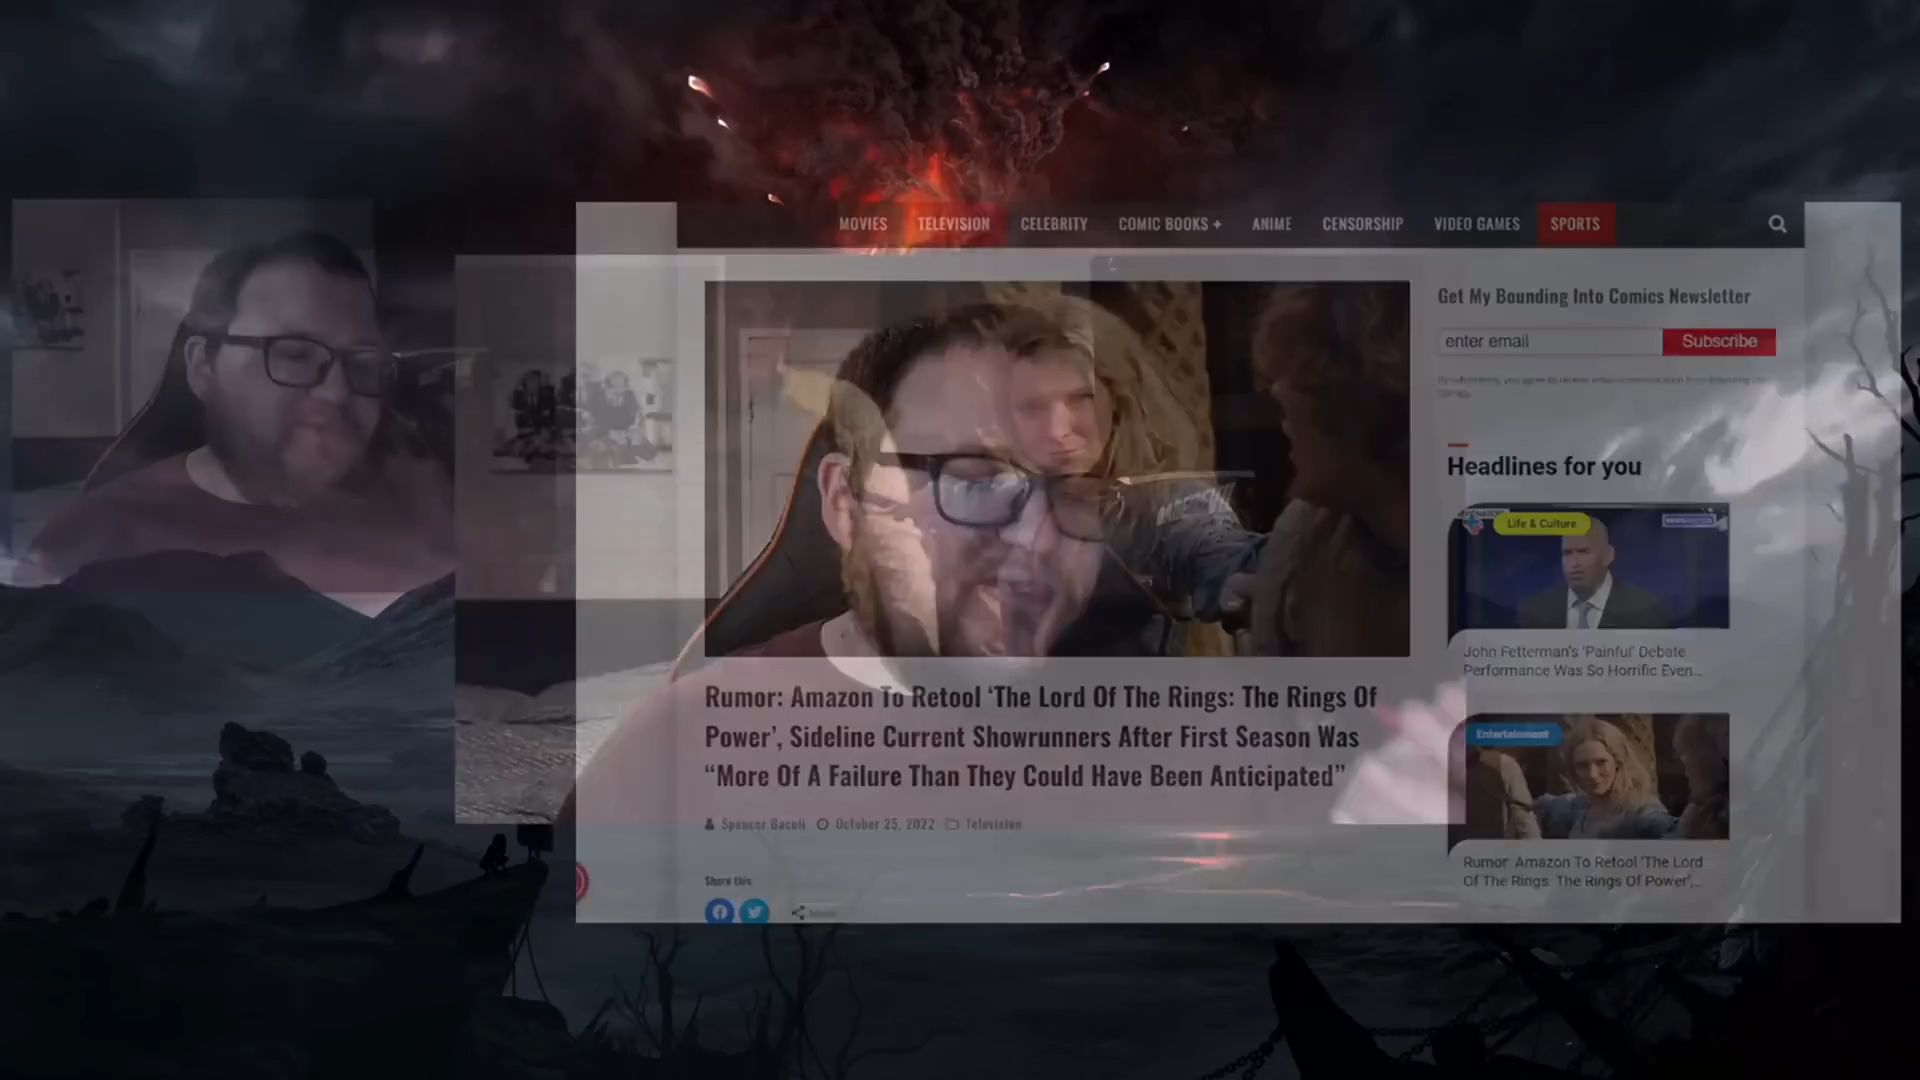 MOVIES TELEVISION CELEBRITY COMIC BOOKS + ANIME CENSORSHIP VIDEO GAMES SPORTS
Get My Bounding Into Comics Newsletter
enter email Subscribe
Headlines for you
Life & Culture
John Fetterman's 'Painful' Debate
Performance Was So Horrific Even...
Entertainment
Rumor: Amazon To Retool 'The Lord
Of The Rings: The Rings Of Power',...
Rumor: Amazon To Retool ‘The Lord Of The Rings: The Rings Of
Power’, Sideline Current Showrunners After First Season Was
“More Of A Failure Than They Could Have Been Anticipated”
Spencer Baculi October 25, 2022 Television
Share this